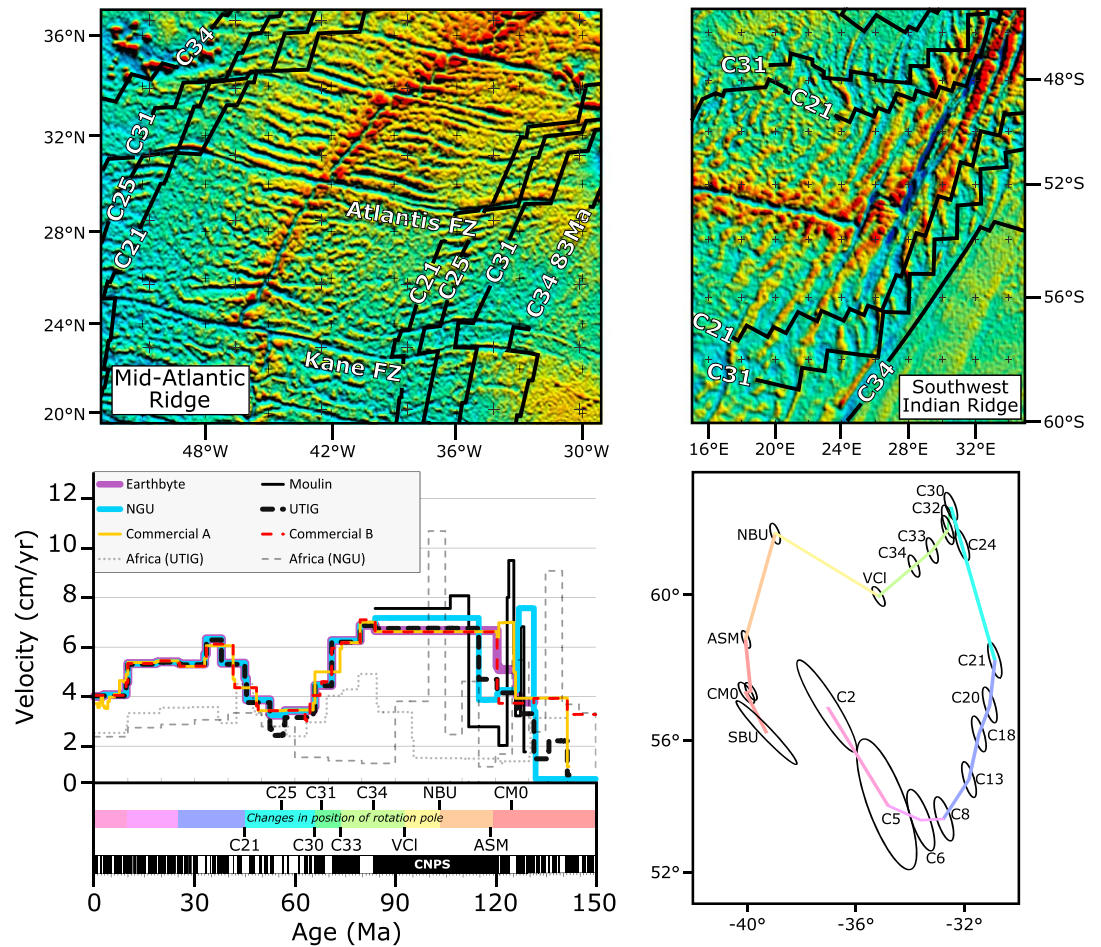 36°N
32°N
28°N
24°N
20°N
48°W
42°W
36°W
30°W
C34
C31
C25
C21
Atlantis FZ
C21
C25
C31
C34 83Ma
Kane FZ
Mid-Atlantic
Ridge
C31
C21
C21
C31
C34
Southwest
Indian Ridge
48°S
52°S
56°S
60°S
16°E
20°E
24°E
28°E
32°E
Velocity (cm/yr)
12
10
8
6
4
2
0
Earthbyte
Moulin
NGU
UTIG
Commercial A
Commercial B
Africa (UTIG)
Africa (NGU)
C25
C31
C34
NBU
CM0
Changes in position of rotation pole
C21
C30
C33
VCI
ASM
CNPS
0
30
60
90
120
150
Age (Ma)
C30
C32
C33
C24
C34
NBU
VCI
ASM
C21
CM0
C2
C20
SBU
C18
C13
C5
C8
C6
60°
56°
52°
-40°
-36°
-32°